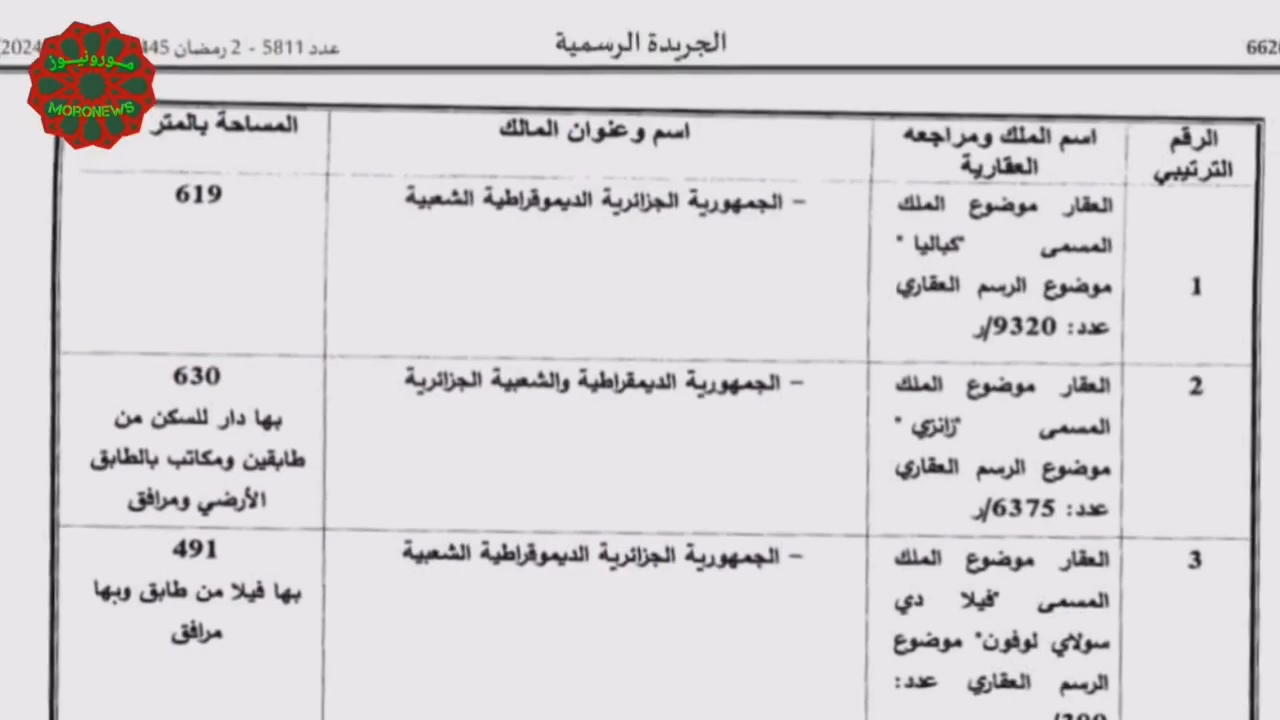 6620
الجريدة الرسمية
عدد 5811 - 2 رمضان 445
(2024
مورونيوز
MORONEWS
الرقم الترتيبي
اسم الملك ومراجعه العقارية
اسم وعنوان المالك
المساحة بالمتر
1
العقار موضوع الملك
المسمى "كباليا "
موضوع الرسم العقاري
عدد: 9320/ر
– الجمهورية الجزائرية الديموقراطية الشعبية
619
2
العقار موضوع الملك
المسمى "زانزي "
موضوع الرسم العقاري
عدد: 6375/ر
– الجمهورية الديمقراطية والشعبية الجزائرية
630
بها دار للسكن من
طابقين ومكاتب بالطابق
الأرضي ومرافق
3
العقار موضوع الملك
المسمى "فيلا دي
سولاي لوفون" موضوع
الرسم العقاري عدد:
– الجمهورية الجزائرية الديموقراطية الشعبية
491
بها فيلا من طابق وبها
مرافق